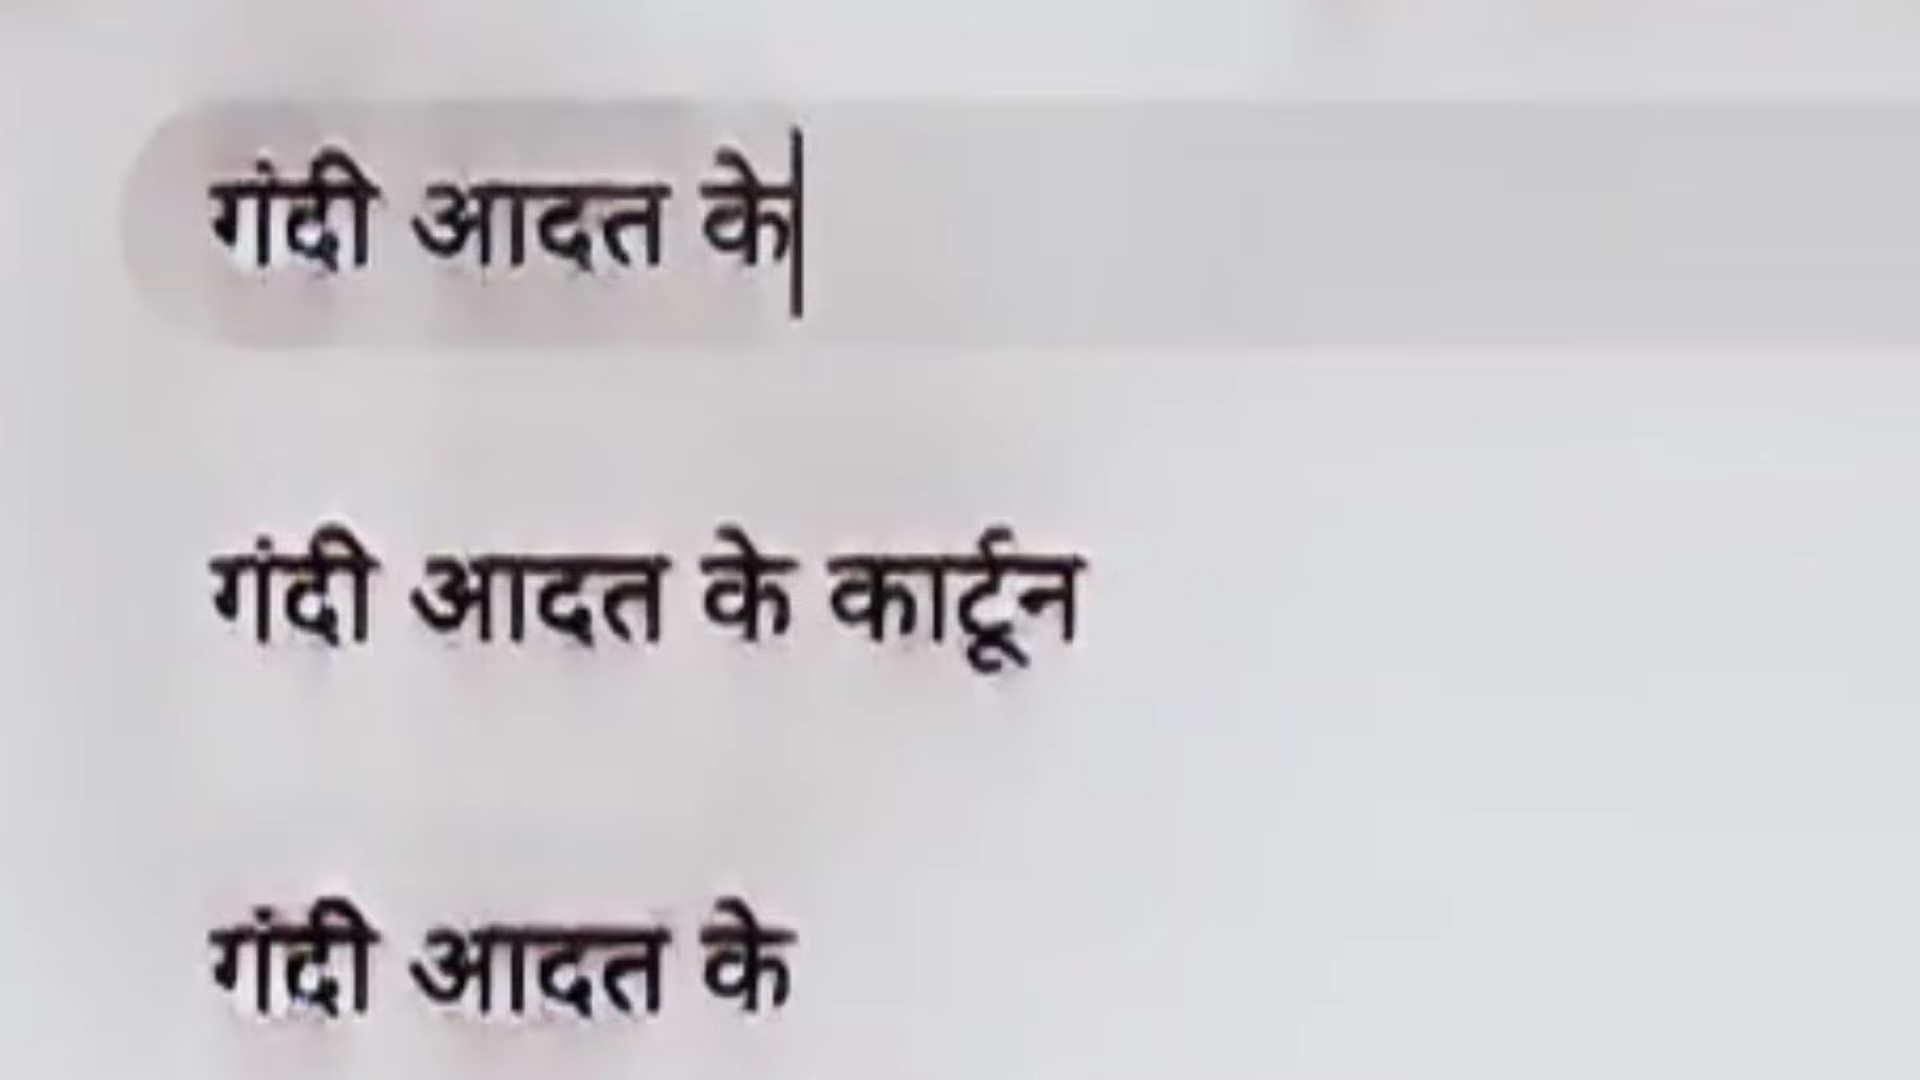 गंदी आदत के
गंदी आदत के कार्टून
गंदी आदत के